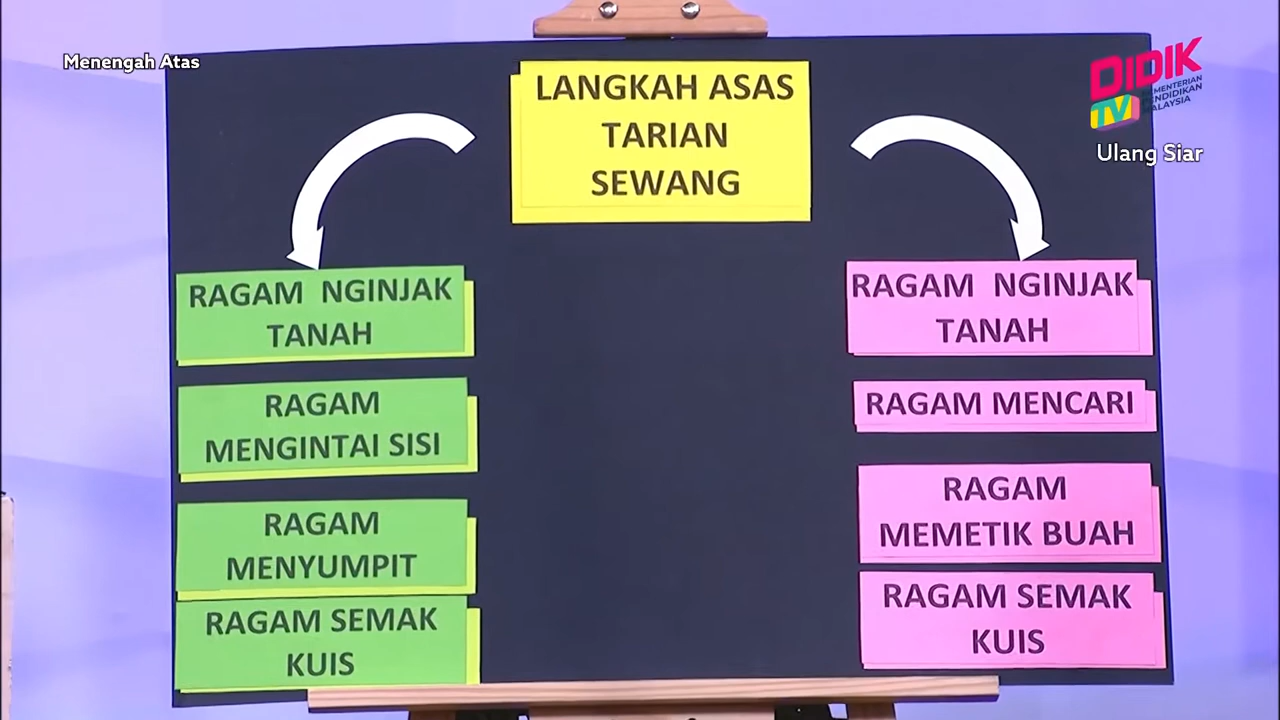 Menengah Atas
LANGKAH ASAS
TARIAN
SEWANG
DIDIK
TV
KEMENTERIAN
PENDIDIKAN
MALAYSIA
Ulang Siar
RAGAM NGINJAK
TANAH
RAGAM
MENGINTAI SISI
RAGAM
MENYUMPIT
RAGAM SEMAK
KUIS
RAGAM NGINJAK
TANAH
RAGAM MENCARI
RAGAM
MEMETIK BUAH
RAGAM SEMAK
KUIS